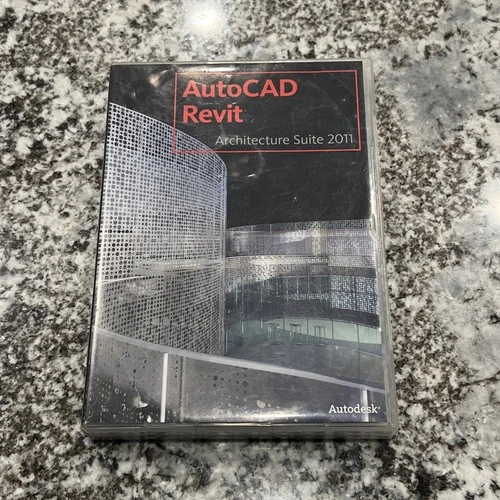 AutoCAD
Revit
Architecture Suite 2011
Autodesk®